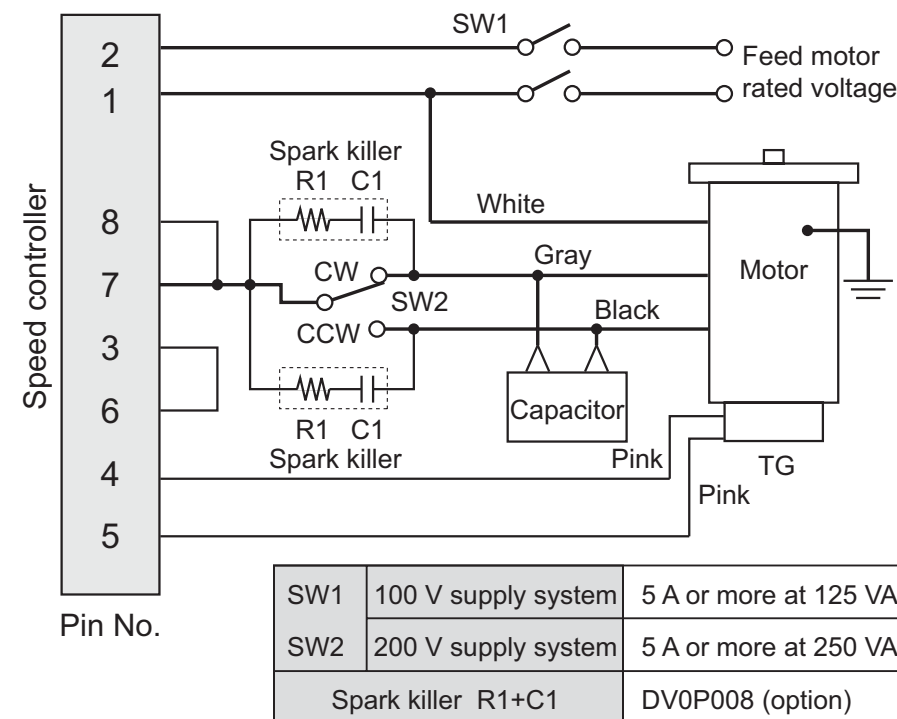 SW1
2
Feed motor
rated voltage
1
Spark killer
R1 C1
White
8
Gray
CW
Motor
7
SW2
Black
CCW
3
Speed controller
6
Capacitor
R1 C1
Spark killer
Pink
TG
4
Pink
5
Pin No.
SW1 100 V supply system 5 A or more at 125 VA
SW2 200 V supply system 5 A or more at 250 VA
Spark killer R1+C1 DV0P008 (option)